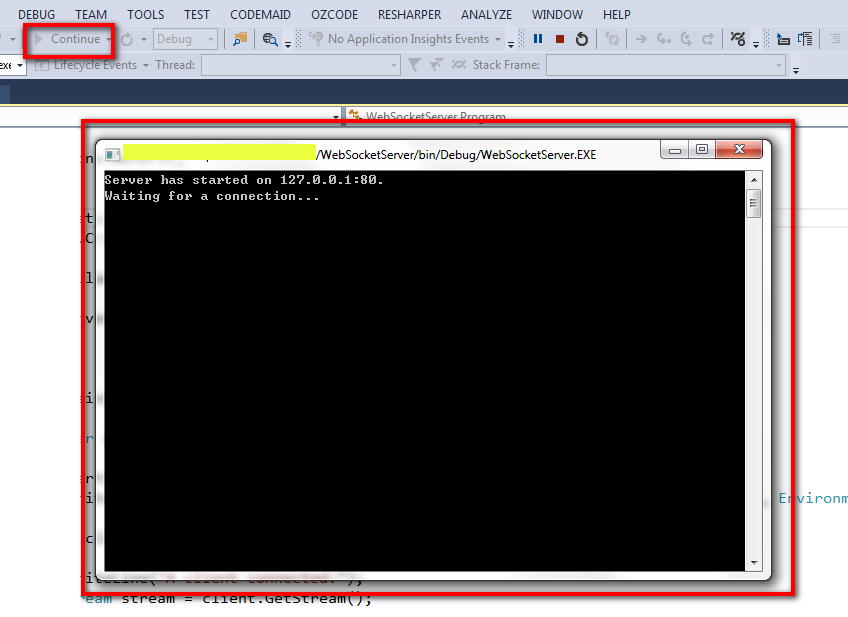 DEBUG TEAM TOOLS TEST CODEMAID OZCODE RESHARPER ANALYZE WINDOW HELP
Continue Debug No Application Insights Events
Lifecycle Events Thread: Stack Frame:
WebSocketServer.Program
/WebSocketServer/bin/Debug/WebSocketServer.EXE
Server has started on 127.0.0.1:80.
Waiting for a connection...
Environm
iteLine("A client connected.");
eam stream = client.GetStream();